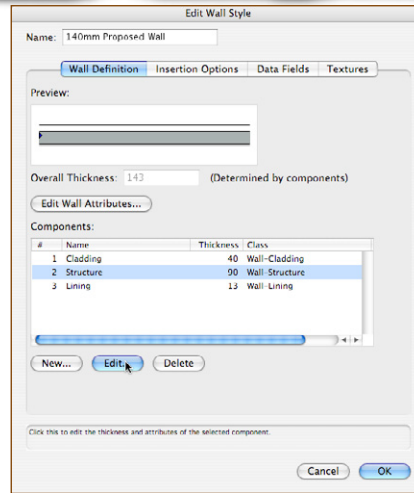 Edit Wall Style
Name: 140mm Proposed Wall
Wall Definition Insertion Options Data Fields Textures
Preview:
Overall Thickness: 143 (Determined by components)
Edit Wall Attributes...
Components:
# Name Thickness Class
1 Cladding 40 Wall-Cladding
2 Structure 90 Wall-Structure
3 Lining 13 Wall-Lining
New... Edit... Delete
Click this to edit the thickness and attributes of the selected component.
Cancel OK